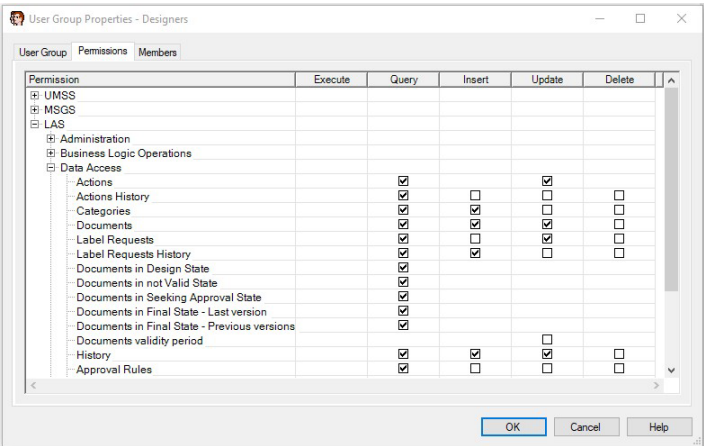 User Group Properties - Designers
User Group Permissions Members
Permission Execute Query Insert Update Delete
UMSS
MSGS
LAS
Administration
Business Logic Operations
Data Access
Actions
Actions History
Categories
Documents
Label Requests
Label Requests History
Documents in Design State
Documents in not Valid State
Documents in Seeking Approval State
Documents in Final State - Last version
Documents in Final State - Previous versions
Documents validity period
History
Approval Rules
OK Cancel Help